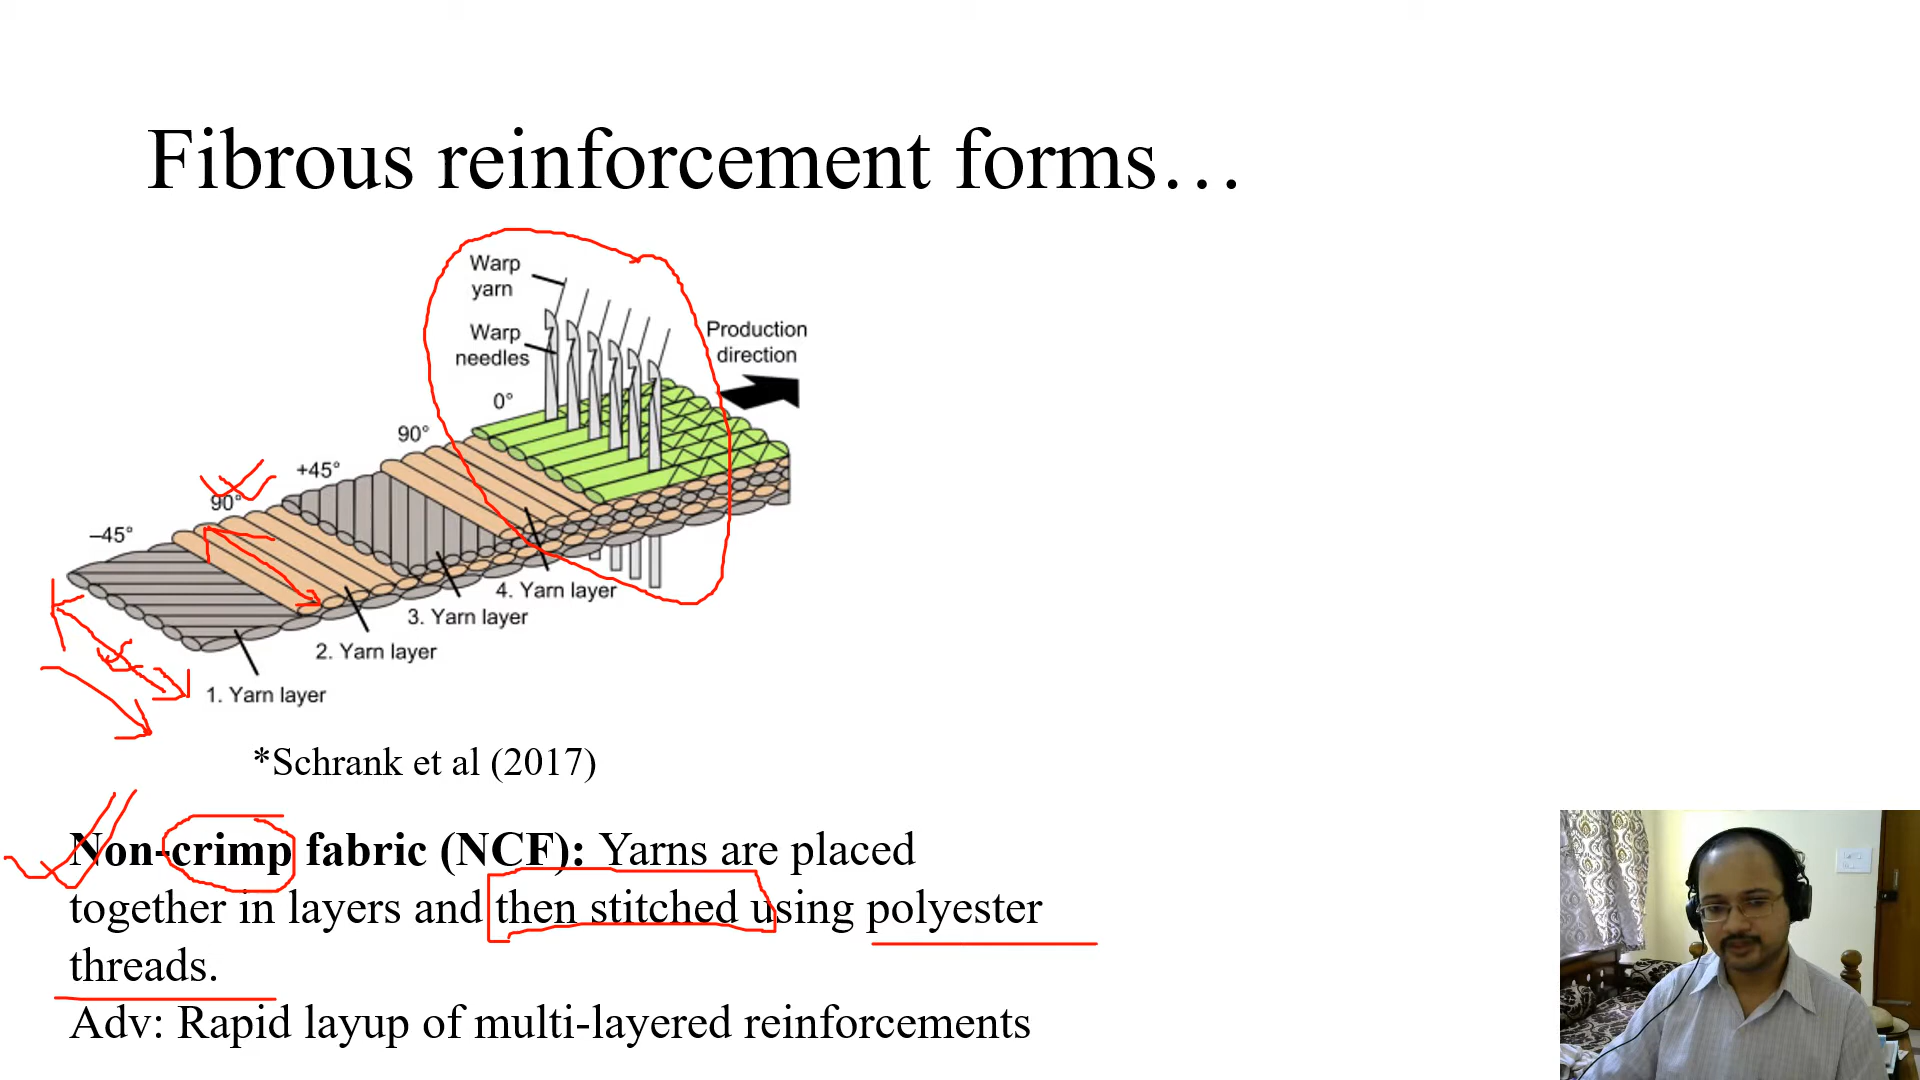 Fibrous reinforcement forms…
Warp
yarn
Warp
needles
Production
direction
0°
90°
+45°
90°
–45°
4. Yarn layer
3. Yarn layer
2. Yarn layer
1. Yarn layer
*Schrank et al (2017)
Non-crimp fabric (NCF): Yarns are placed
together in layers and then stitched using polyester
threads.
Adv: Rapid layup of multi-layered reinforcements